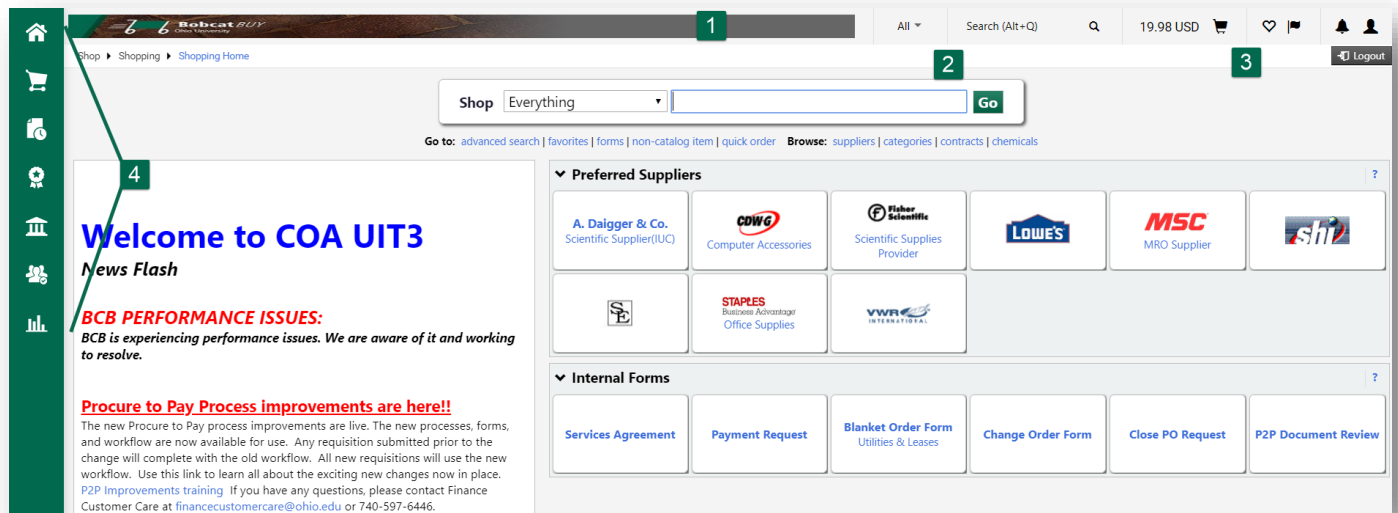 Bobcat BUY
Ohio University
1
All
Search (Alt+Q)
19.98 USD
Shop Shopping Shopping Home
2
3
Logout
Shop Everything Go
Go to: advanced search | favorites | forms | non-catalog item | quick order Browse: suppliers | categories | contracts | chemicals
4
Welcome to COA UIT3
News Flash
BCB PERFORMANCE ISSUES:
BCB is experiencing performance issues. We are aware of it and working
to resolve.
Procure to Pay Process improvements are here!!
The new Procure to Pay process improvements are live. The new processes, forms,
and workflow are now available for use. Any requisition submitted prior to the
change will complete with the old workflow. All new requisitions will use the new
workflow. Use this link to learn all about the exciting new changes now in place.
P2P Improvements training If you have any questions, please contact Finance
Customer Care at financecustomercare@ohio.edu or 740-597-6446.
Preferred Suppliers ?
A. Daigger & Co.
Scientific Supplier(IUC)
CDW·G
Computer Accessories
Fisher
Scientific
Scientific Supplies
Provider
LOWE'S
MSC
MRO Supplier
shi
SE
STAPLES
Business Advantage
Office Supplies
VWR
INTERNATIONAL
Internal Forms ?
Services Agreement
Payment Request
Blanket Order Form
Utilities & Leases
Change Order Form
Close PO Request
P2P Document Review